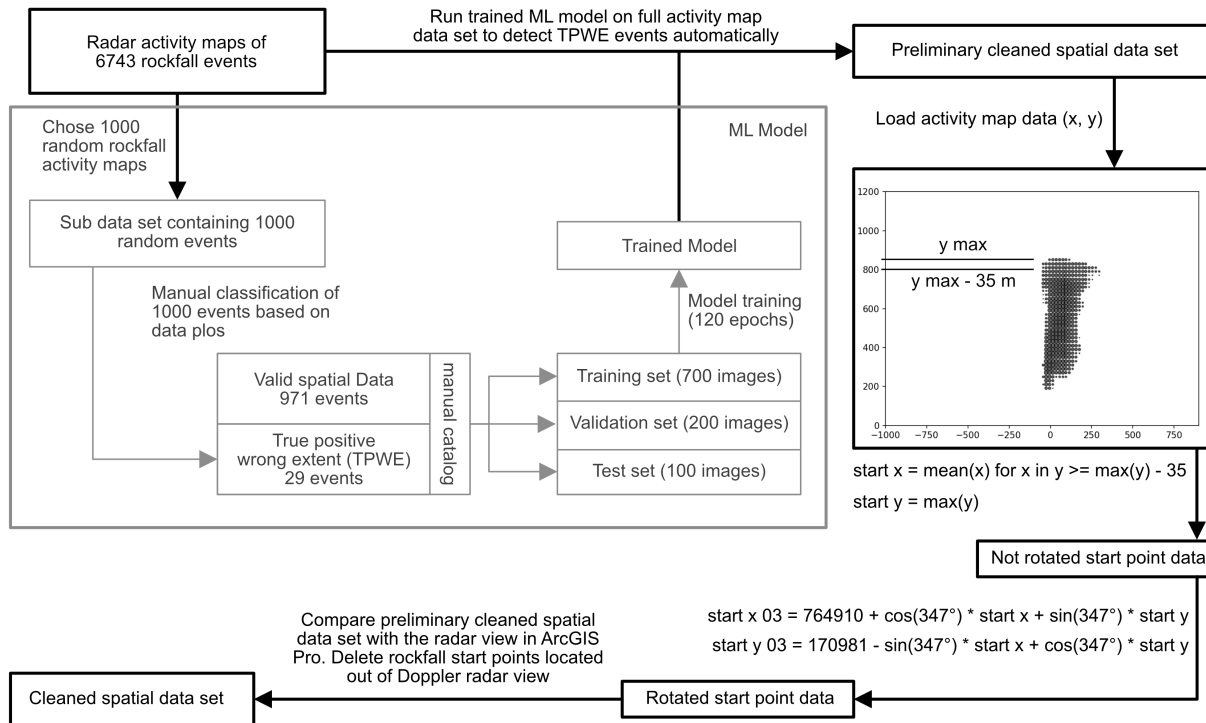 Radar activity maps of
6743 rockfall events
Run trained ML model on full activity map
data set to detect TPWE events automatically
Preliminary cleaned spatial data set
Chose 1000
random rockfall
activity maps
ML Model
Load activity map data (x, y)
Sub data set containing 1000
random events
Trained Model
Manual classification of
1000 events based on
data plos
Model training
(120 epochs)
Valid spatial Data
971 events
True positive
wrong extent (TPWE)
29 events
manual catalog
Training set (700 images)
Validation set (200 images)
Test set (100 images)
1200
1000
800
600
400
200
0
y max
y max - 35 m
−1000
−750
−500
−250
0
250
500
750
start x = mean(x) for x in y >= max(y) - 35
start y = max(y)
Not rotated start point data
start x 03 = 764910 + cos(347°) * start x + sin(347°) * start y
start y 03 = 170981 - sin(347°) * start x + cos(347°) * start y
Rotated start point data
Compare preliminary cleaned spatial
data set with the radar view in ArcGIS
Pro. Delete rockfall start points located
out of Doppler radar view
Cleaned spatial data set